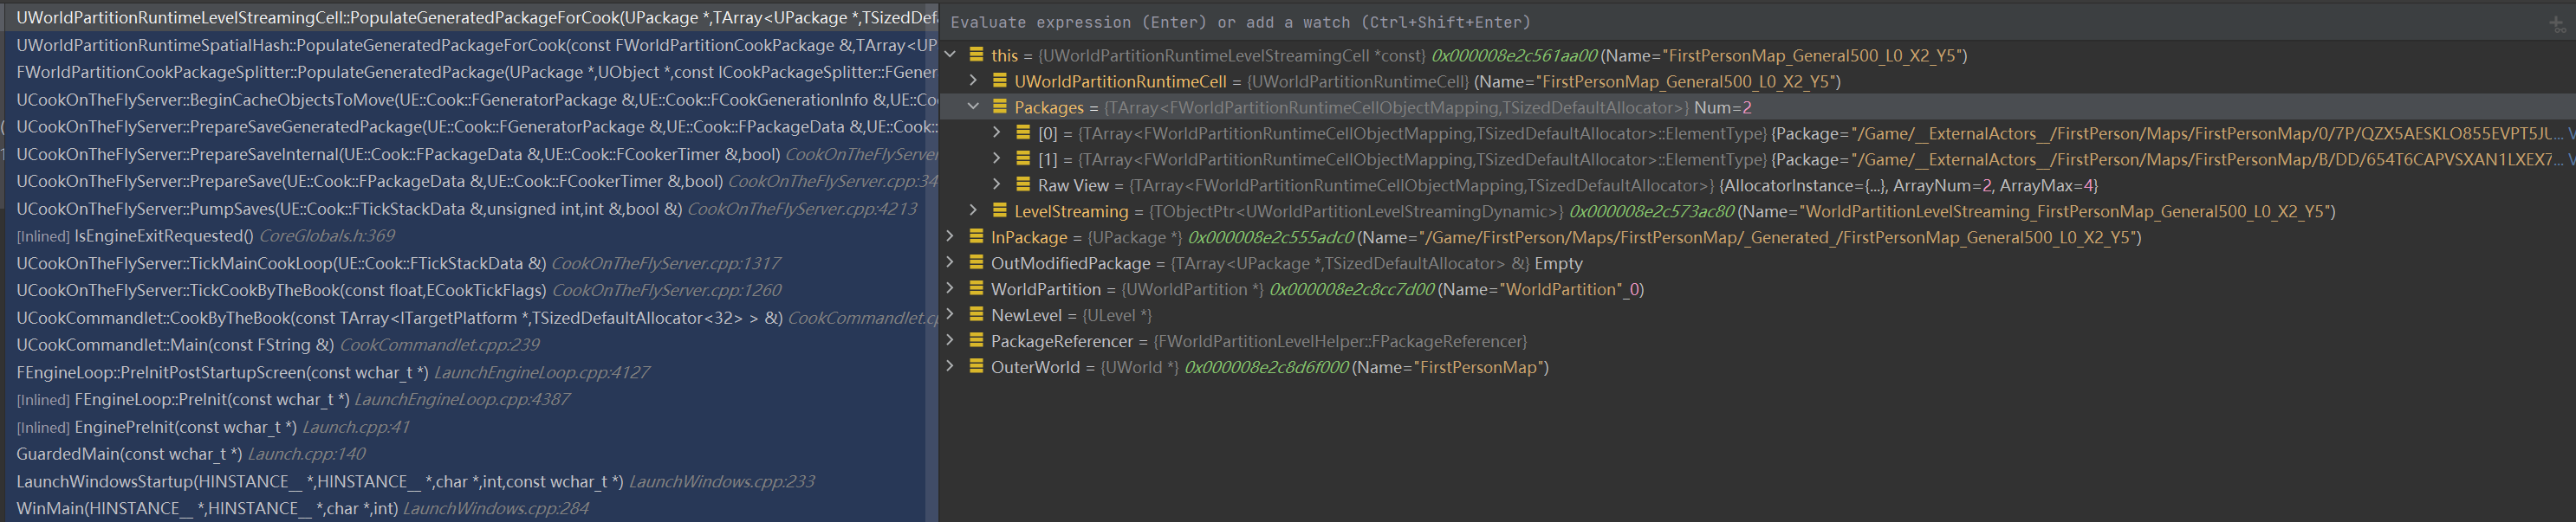 UWorldPartitionRuntimeLevelStreamingCell::PopulateGeneratedPackageForCook(UPackage *,TArray<UPackage *,TSizedDefa
UWorldPartitionRuntimeSpatialHash::PopulateGeneratedPackageForCook(const FWorldPartitionCookPackage &,TArray<UP
FWorldPartitionCookPackageSplitter::PopulateGeneratedPackage(UPackage *,UObject *,const ICookPackageSplitter::FGener
UCookOnTheFlyServer::BeginCacheObjectsToMove(UE::Cook::FGeneratorPackage &,UE::Cook::FCookGenerationInfo &,UE::Coo
UCookOnTheFlyServer::PrepareSaveGeneratedPackage(UE::Cook::FGeneratorPackage &,UE::Cook::FPackageData &,UE::Cook::
UCookOnTheFlyServer::PrepareSaveInternal(UE::Cook::FPackageData &,UE::Cook::FCookerTimer &,bool) CookOnTheFlyServer
UCookOnTheFlyServer::PrepareSave(UE::Cook::FPackageData &,UE::Cook::FCookerTimer &,bool) CookOnTheFlyServer.cpp:34
UCookOnTheFlyServer::PumpSaves(UE::Cook::FTickStackData &,unsigned int,int &,bool &) CookOnTheFlyServer.cpp:4213
[Inlined] IsEngineExitRequested() CoreGlobals.h:369
UCookOnTheFlyServer::TickMainCookLoop(UE::Cook::FTickStackData &) CookOnTheFlyServer.cpp:1317
UCookOnTheFlyServer::TickCookByTheBook(const float,ECookTickFlags) CookOnTheFlyServer.cpp:1260
UCookCommandlet::CookByTheBook(const TArray<ITargetPlatform *,TSizedDefaultAllocator<32> > &) CookCommandlet.cp
UCookCommandlet::Main(const FString &) CookCommandlet.cpp:239
FEngineLoop::PreInitPostStartupScreen(const wchar_t *) LaunchEngineLoop.cpp:4127
[Inlined] FEngineLoop::PreInit(const wchar_t *) LaunchEngineLoop.cpp:4387
[Inlined] EnginePreInit(const wchar_t *) Launch.cpp:41
GuardedMain(const wchar_t *) Launch.cpp:140
LaunchWindowsStartup(HINSTANCE__ *,HINSTANCE__ *,char *,int,const wchar_t *) LaunchWindows.cpp:233
WinMain(HINSTANCE__ *,HINSTANCE__ *,char *,int) LaunchWindows.cpp:284
Evaluate expression (Enter) or add a watch (Ctrl+Shift+Enter)
this = {UWorldPartitionRuntimeLevelStreamingCell *const} 0x000008e2c561aa00 (Name="FirstPersonMap_General500_L0_X2_Y5")
UWorldPartitionRuntimeCell = {UWorldPartitionRuntimeCell} (Name="FirstPersonMap_General500_L0_X2_Y5")
Packages = {TArray<FWorldPartitionRuntimeCellObjectMapping,TSizedDefaultAllocator>} Num=2
[0] = {TArray<FWorldPartitionRuntimeCellObjectMapping,TSizedDefaultAllocator>::ElementType} {Package="/Game/__ExternalActors__/FirstPerson/Maps/FirstPersonMap/0/7P/QZX5AESKLO855EVPT5JU... V
[1] = {TArray<FWorldPartitionRuntimeCellObjectMapping,TSizedDefaultAllocator>::ElementType} {Package="/Game/__ExternalActors__/FirstPerson/Maps/FirstPersonMap/B/DD/654T6CAPVSXAN1LXEX7... V
Raw View = {TArray<FWorldPartitionRuntimeCellObjectMapping,TSizedDefaultAllocator>} {AllocatorInstance={...}, ArrayNum=2, ArrayMax=4}
LevelStreaming = {TObjectPtr<UWorldPartitionLevelStreamingDynamic>} 0x000008e2c573ac80 (Name="WorldPartitionLevelStreaming_FirstPersonMap_General500_L0_X2_Y5")
InPackage = {UPackage *} 0x000008e2c555adc0 (Name="/Game/FirstPerson/Maps/FirstPersonMap/_Generated_/FirstPersonMap_General500_L0_X2_Y5")
OutModifiedPackage = {TArray<UPackage *,TSizedDefaultAllocator> &} Empty
WorldPartition = {UWorldPartition *} 0x000008e2c8cc7d00 (Name="WorldPartition"_0)
NewLevel = {ULevel *}
PackageReferencer = {FWorldPartitionLevelHelper::FPackageReferencer}
OuterWorld = {UWorld *} 0x000008e2c8d6f000 (Name="FirstPersonMap")